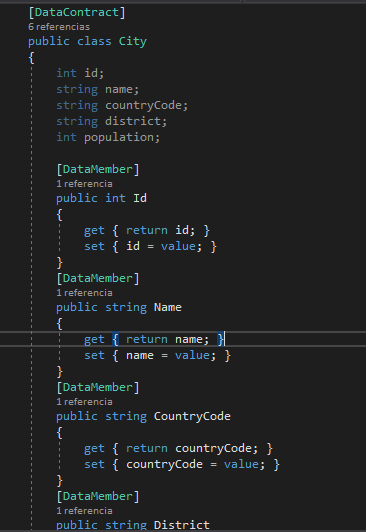 [DataContract]
6 referencias
public class City
{
int id;
string name;
string countryCode;
string district;
int population;
[DataMember]
1 referencia
public int Id
{
get { return id; }
set { id = value; }
}
[DataMember]
1 referencia
public string Name
{
get { return name; }
set { name = value; }
}
[DataMember]
1 referencia
public string CountryCode
{
get { return countryCode; }
set { countryCode = value; }
}
[DataMember]
1 referencia
public string District